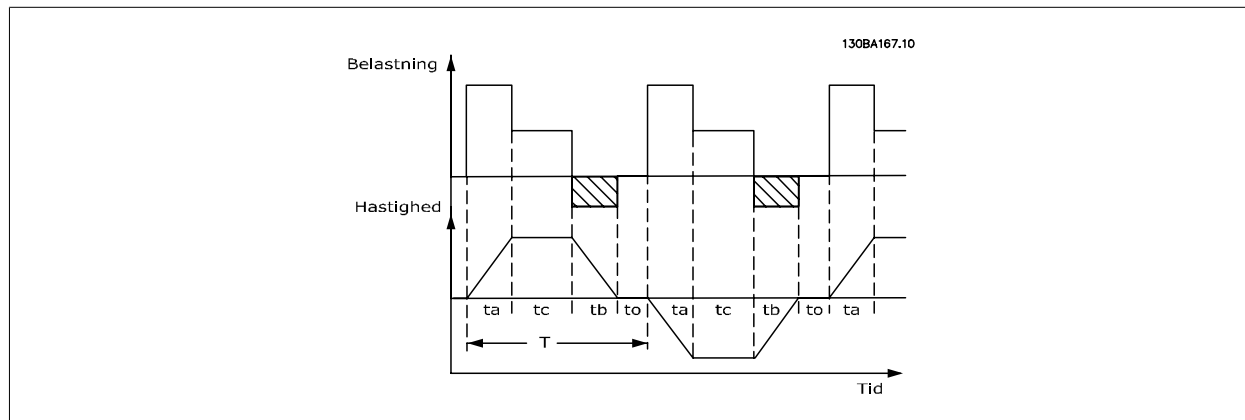 130BA167.10
Belastning
Hastighed
ta tc tb to ta tc tb to ta
T
Tid